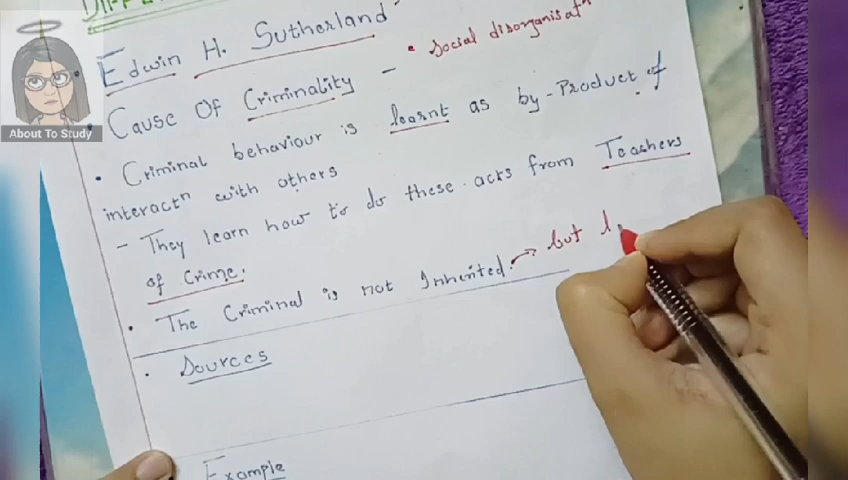 Edwin H. Sutherland
Cause Of Criminality - • Social disorganisatn
• Criminal behaviour is learnt as by-Product of
interactn with others
- They learn how to do these acts from Teashers
of Crime.
• The Criminal is not Inherited. → but l
• Sources
Example
About To Study